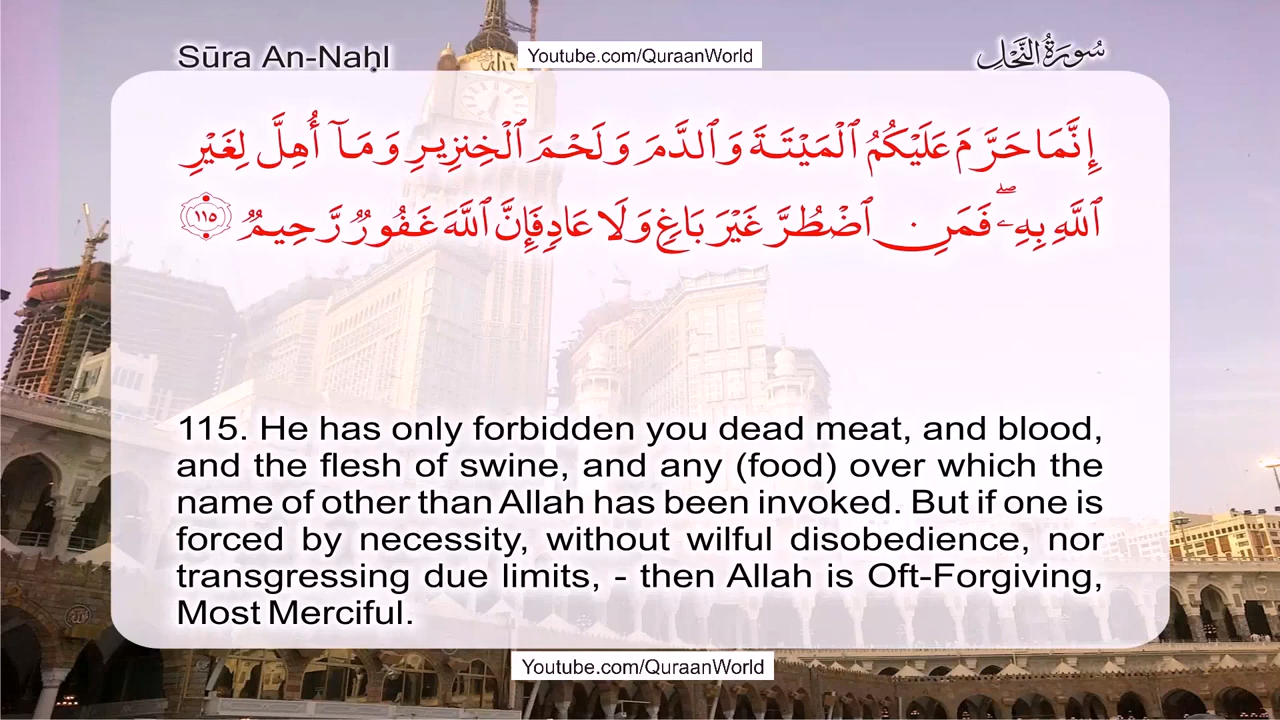 Sūra An-Naḥl
Youtube.com/QuraanWorld
سُورَةُ النَّحْلِ
إِنَّمَا حَرَّمَ عَلَيْكُمُ ٱلْمَيْتَةَ وَٱلدَّمَ وَلَحْمَ ٱلْخِنزِيرِ وَمَآ أُهِلَّ لِغَيْرِ
ٱللَّهِ بِهِۦ ۖ فَمَنِ ٱضْطُرَّ غَيْرَ بَاغٍ وَلَا عَادٍ فَإِنَّ ٱللَّهَ غَفُورٌ رَّحِيمٌ ١١٥
115. He has only forbidden you dead meat, and blood,
and the flesh of swine, and any (food) over which the
name of other than Allah has been invoked. But if one is
forced by necessity, without wilful disobedience, nor
transgressing due limits, - then Allah is Oft-Forgiving,
Most Merciful.
Youtube.com/QuraanWorld